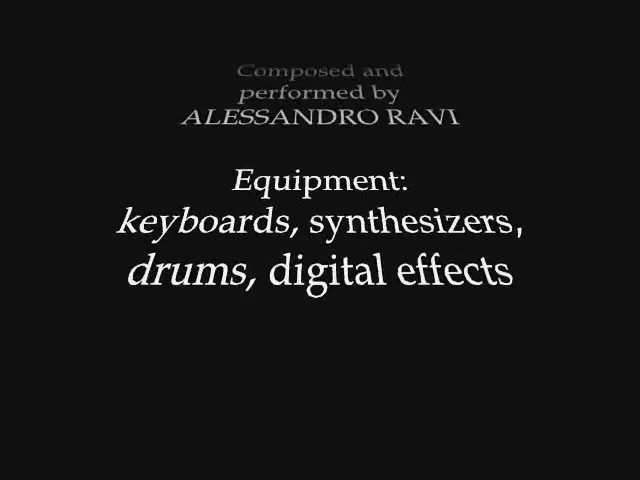 Composed and
performed by
ALESSANDRO RAVI
Equipment:
keyboards, synthesizers,
drums, digital effects